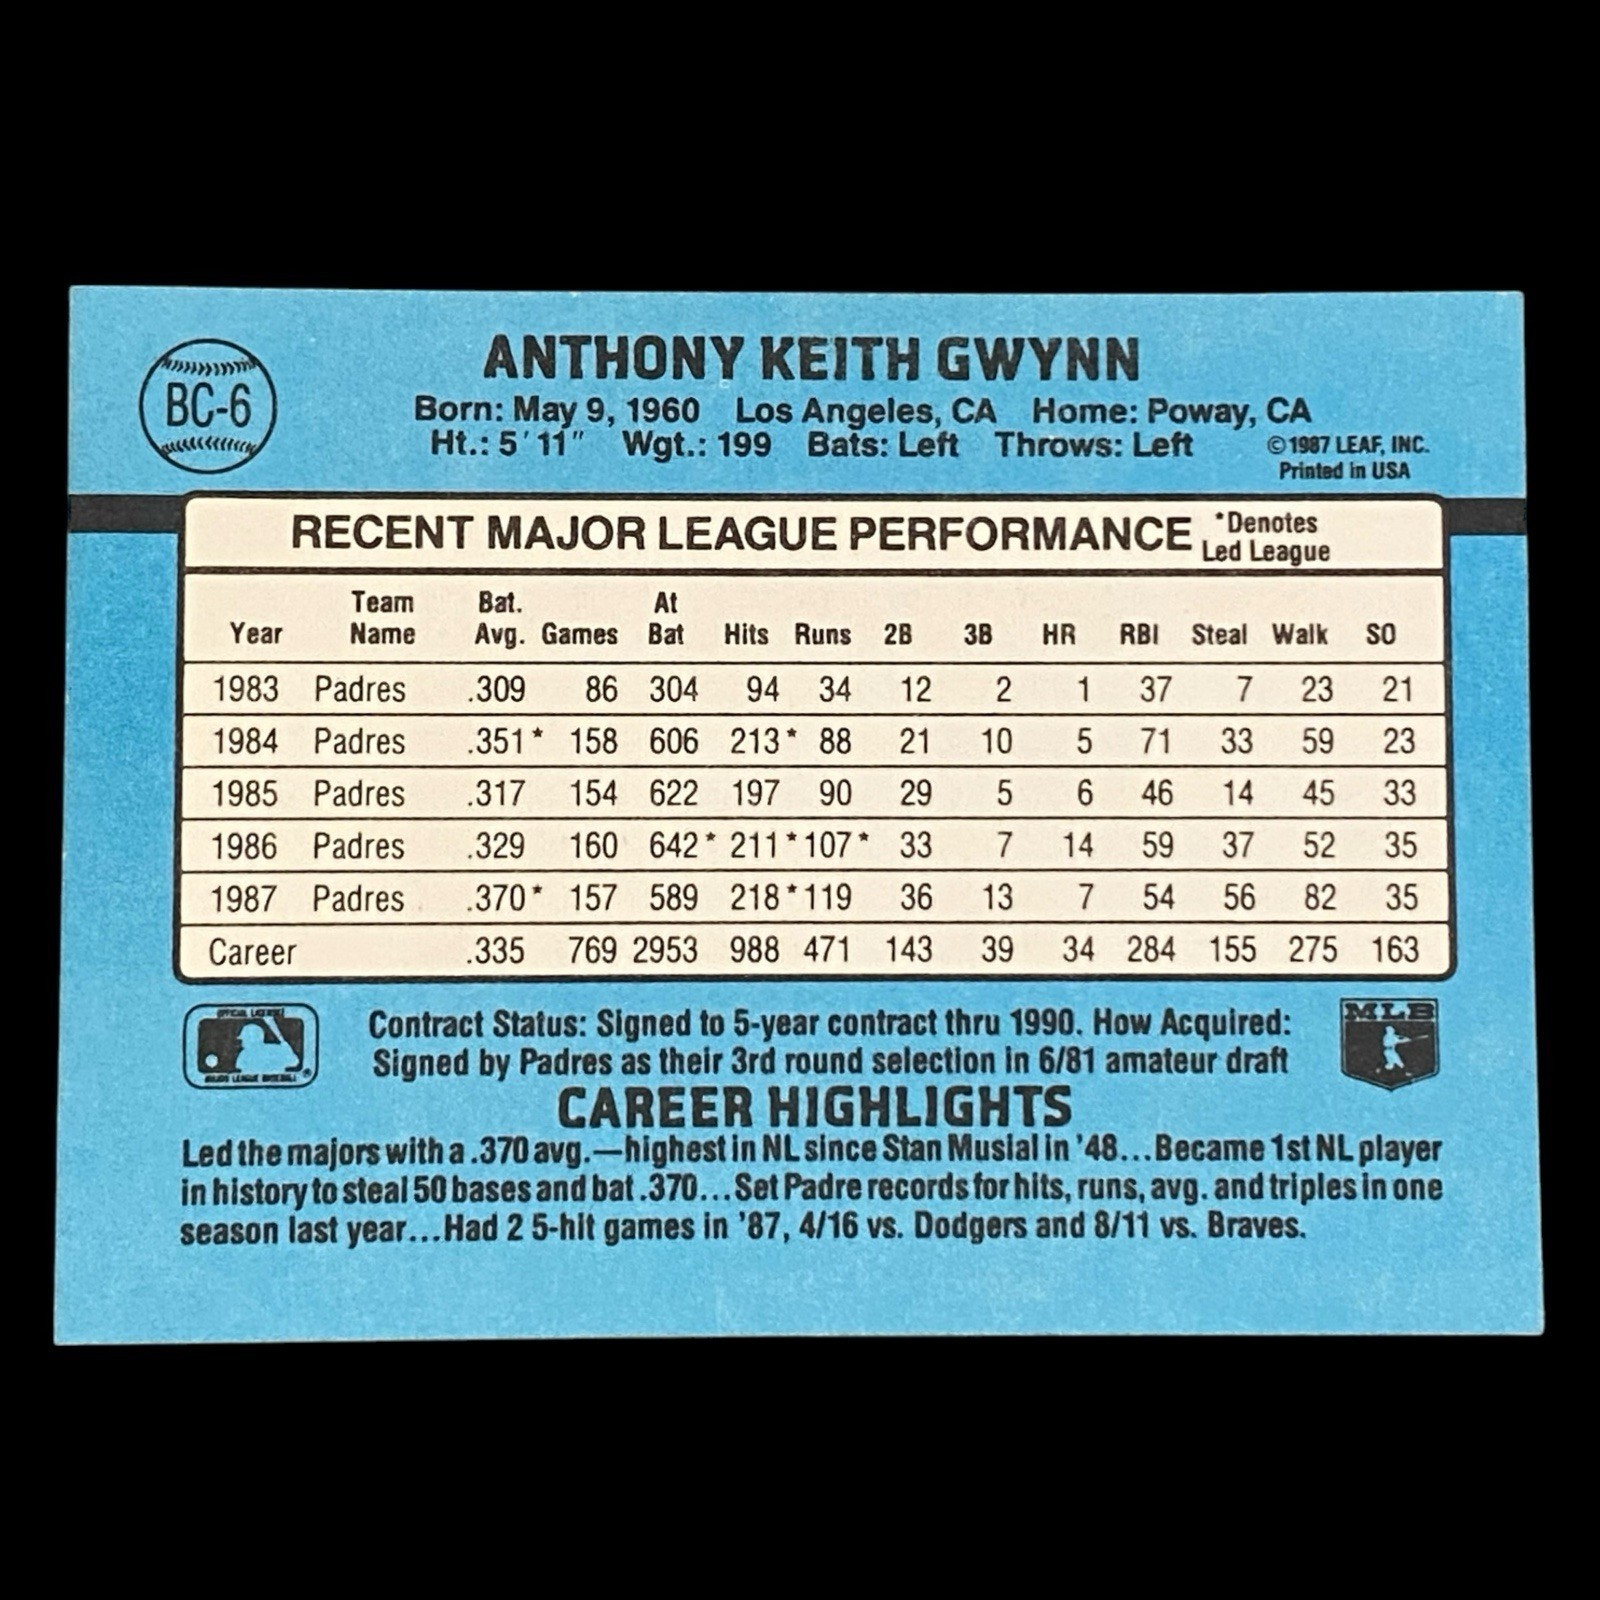 BC-6
ANTHONY KEITH GWYNN
Born: May 9, 1960 Los Angeles, CA Home: Poway, CA
Ht.: 5' 11" Wgt.: 199 Bats: Left Throws: Left
©1987 LEAF, INC.
Printed in USA
RECENT MAJOR LEAGUE PERFORMANCE *Denotes Led League
Year Team Name Bat. Avg. Games At Bat Hits Runs 2B 3B HR RBI Steal Walk SO
1983 Padres .309 86 304 94 34 12 2 1 37 7 23 21
1984 Padres .351* 158 606 213* 88 21 10 5 71 33 59 23
1985 Padres .317 154 622 197 90 29 5 6 46 14 45 33
1986 Padres .329 160 642* 211* 107* 33 7 14 59 37 52 35
1987 Padres .370* 157 589 218* 119 36 13 7 54 56 82 35
Career .335 769 2953 988 471 143 39 34 284 155 275 163
OFFICIAL LICENSEE
MAJOR LEAGUE BASEBALL
®
Contract Status: Signed to 5-year contract thru 1990. How Acquired:
Signed by Padres as their 3rd round selection in 6/81 amateur draft
MLB
CAREER HIGHLIGHTS
Led the majors with a .370 avg.—highest in NL since Stan Musial in '48...Became 1st NL player
in history to steal 50 bases and bat .370...Set Padre records for hits, runs, avg. and triples in one
season last year...Had 2 5-hit games in '87, 4/16 vs. Dodgers and 8/11 vs. Braves.